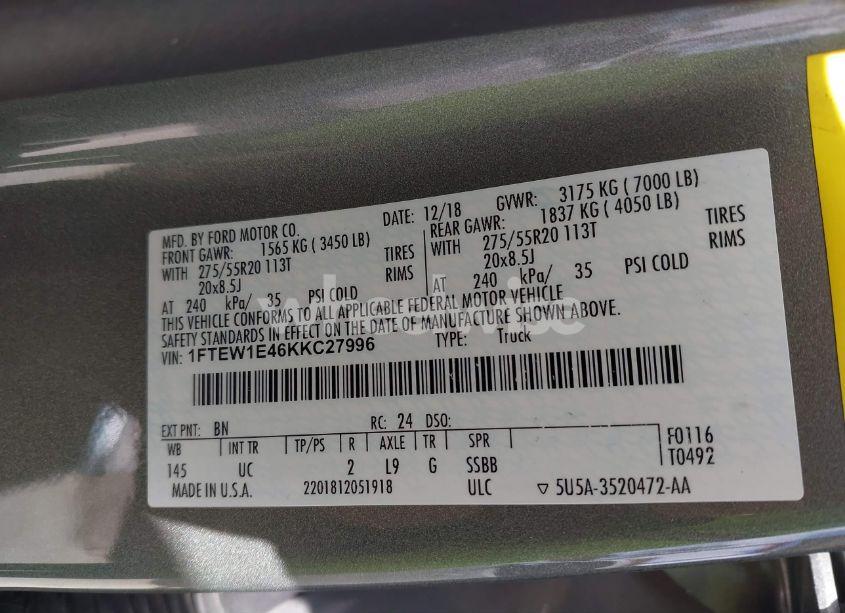 MFD. BY FORD MOTOR CO. DATE: 12/18 GVWR: 3175 KG ( 7000 LB)
FRONT GAWR: 1565 KG ( 3450 LB) REAR GAWR: 1837 KG ( 4050 LB)
WITH 275/55R20 113T TIRES WITH 275/55R20 113T TIRES
20x8.5J RIMS 20x8.5J RIMS
AT 240 kPa/ 35 PSI COLD AT 240 kPa/ 35 PSI COLD
THIS VEHICLE CONFORMS TO ALL APPLICABLE FEDERAL MOTOR VEHICLE
SAFETY STANDARDS IN EFFECT ON THE DATE OF MANUFACTURE SHOWN ABOVE.
VIN: 1FTEW1E46KKC27996 TYPE: Truck
EXT PNT: BN RC: 24 DSO:
WB INT TR TP/PS R AXLE TR SPR F0116
145 UC 2 L9 G SSBB T0492
MADE IN U.S.A. 2201812051918 ULC ▽ 5U5A-3520472-AA